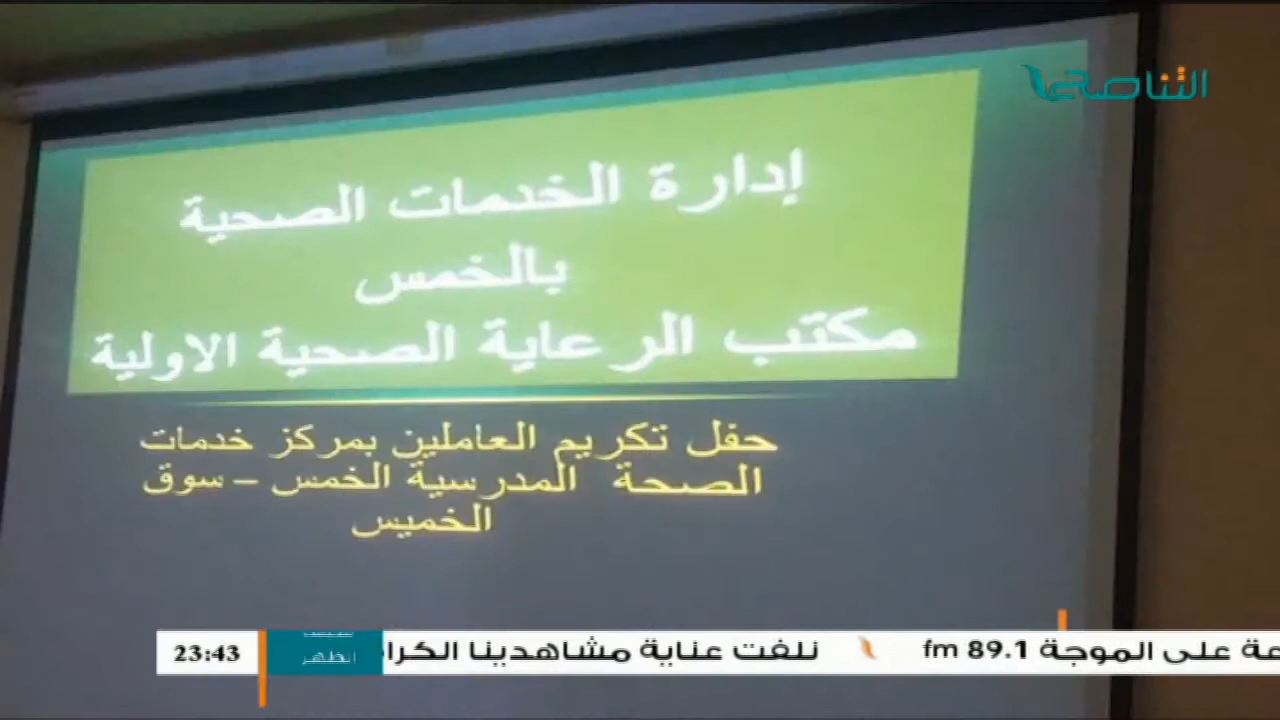 التناصح
إدارة الخدمات الصحية
بالخمس
مكتب الرعاية الصحية الاولية
حفل تكريم العاملين بمركز خدمات
الصحة المدرسية الخمس – سوق
الخميس
عة على الموجة 89.1 fm نلفت عناية مشاهدينا الكرا
23:43